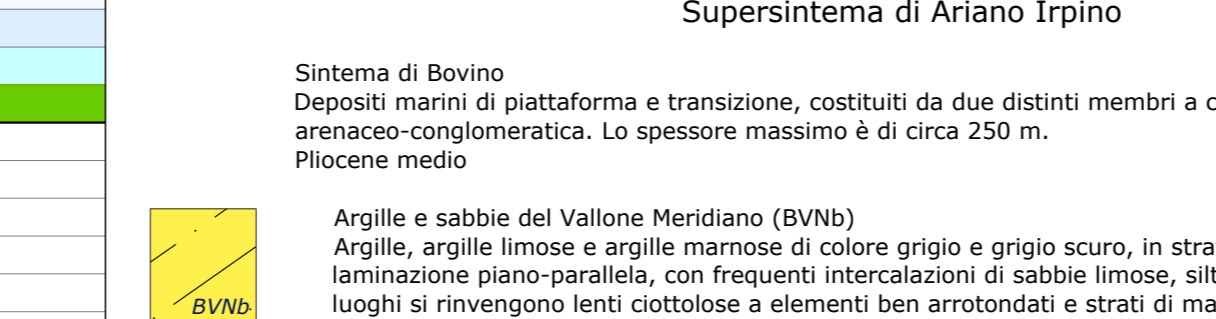 Supersintema di Ariano Irpino
Sintema di Bovino
Depositi marini di piattaforma e transizione, costituiti da due distinti membri a
arenaceo-conglomeratica. Lo spessore massimo è di circa 250 m.
Pliocene medio
Argille e sabbie del Vallone Meridiano (BVNb)
Argille, argille limose e argille marnose di colore grigio e grigio scuro, in
laminazione piano-parallela, con frequenti intercalazioni di sabbie limose,
luoghi si rinvengono lenti ciottolose a elementi ben arrotondati e strati di
BVNb